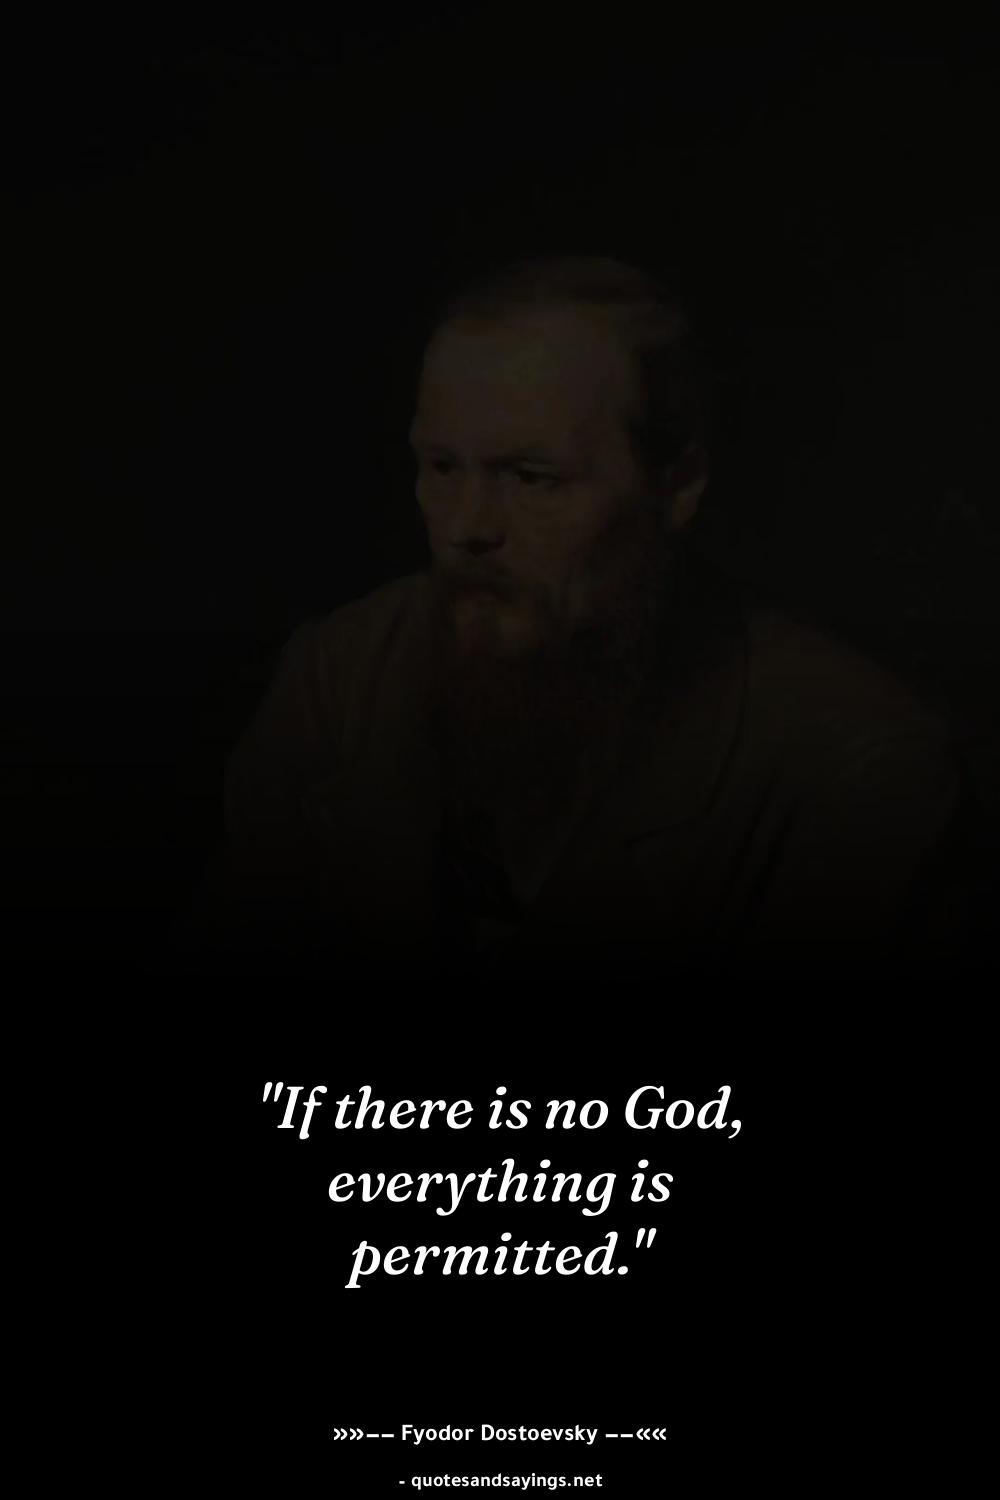 "If there is no God,
everything is
permitted."
»»–– Fyodor Dostoevsky ––««
- quotesandsayings.net